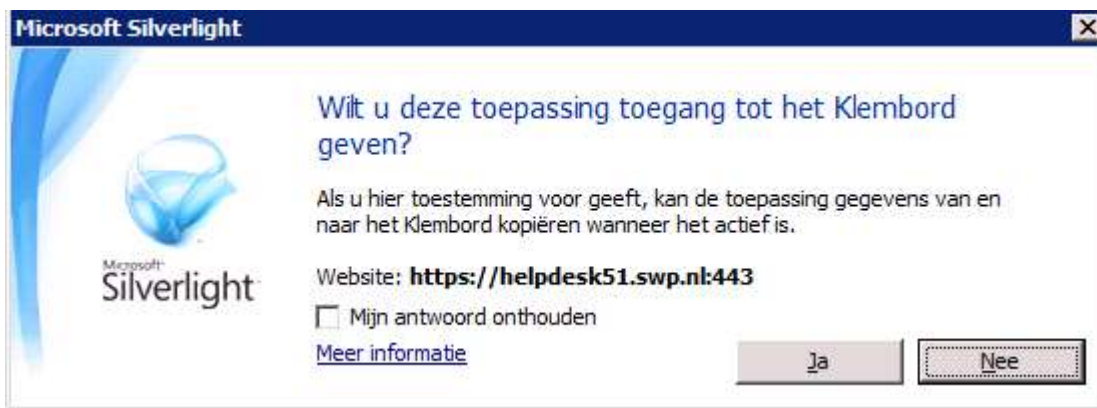 Microsoft Silverlight
Wilt u deze toepassing toegang tot het Klembord
geven?
Als u hier toestemming voor geeft, kan de toepassing gegevens van en
naar het Klembord kopiëren wanneer het actief is.
Microsoft
Silverlight
Website: https://helpdesk51.swp.nl:443
Mijn antwoord onthouden
Meer informatie
Ja
Nee